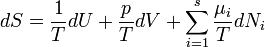 dS = \frac{1}{T}dU + \frac{p}{T}dV + \sum_{i=1}^{s} \frac{\mu_i}{T}dN_i